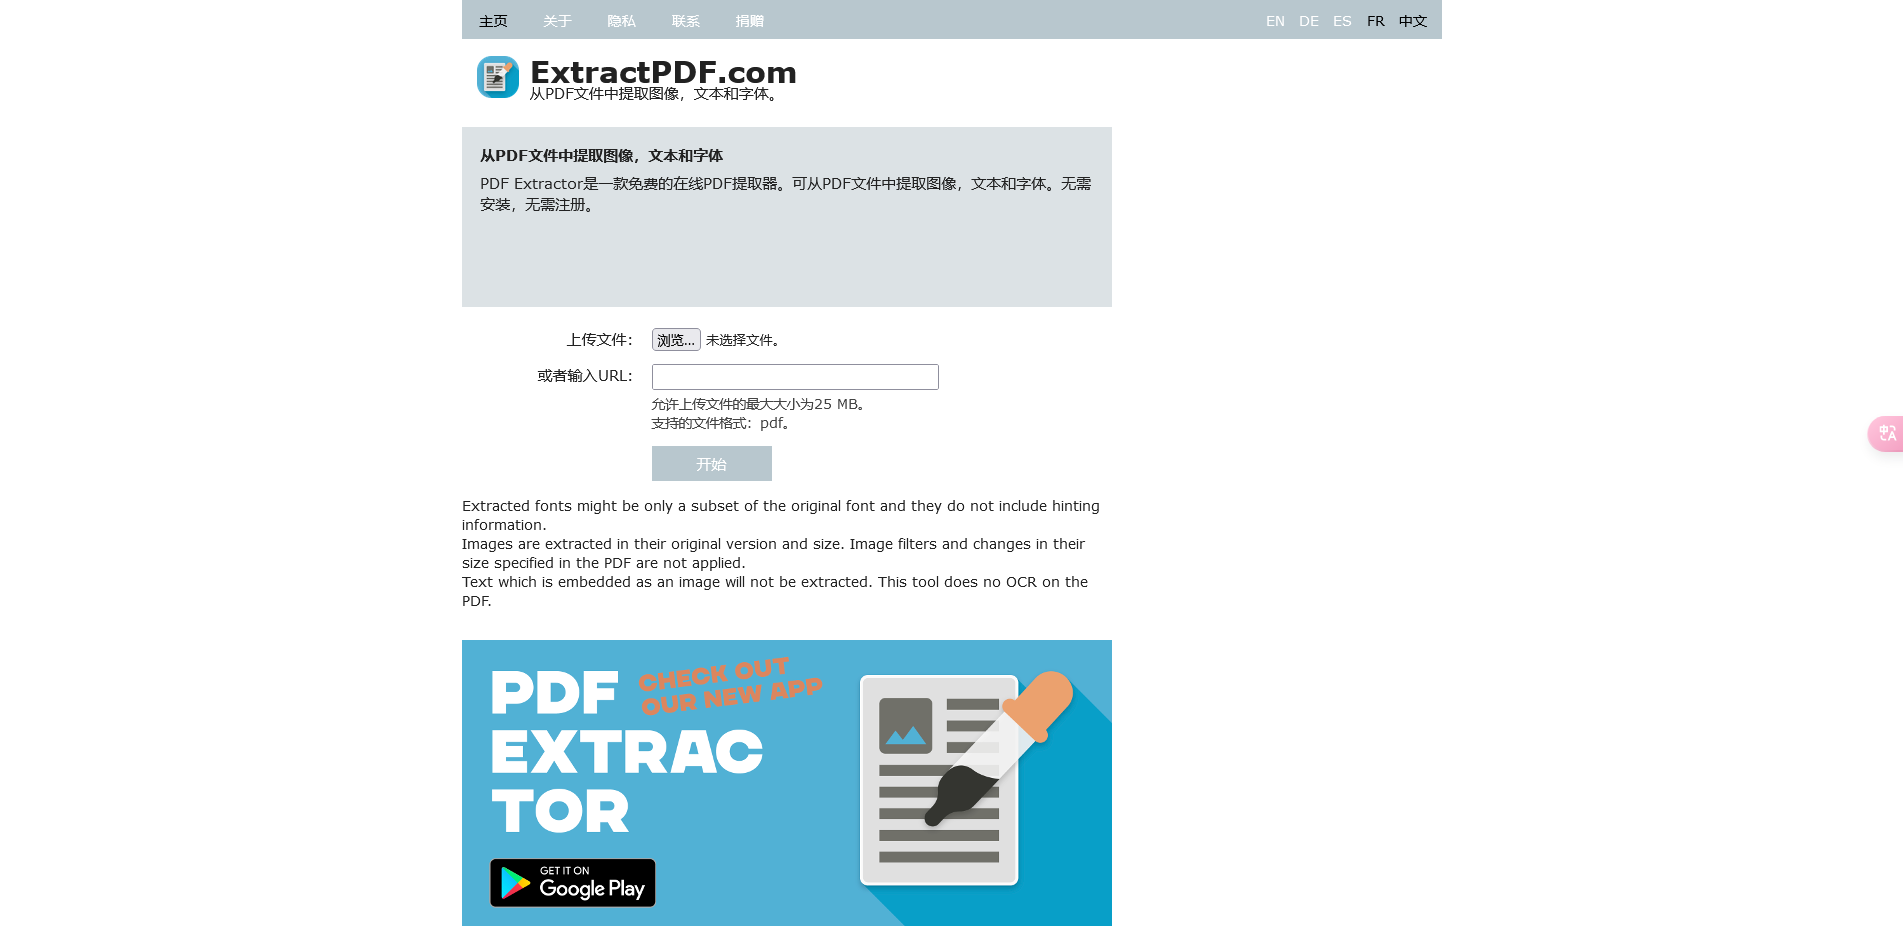 主页 关于 隐私 联系 捐赠 EN DE ES FR 中文
ExtractPDF.com
从PDF文件中提取图像，文本和字体。
从PDF文件中提取图像，文本和字体
PDF Extractor是一款免费的在线PDF提取器。可从PDF文件中提取图像，文本和字体。无需
安装，无需注册。
上传文件: 浏览... 未选择文件。
或者输入URL:
允许上传文件的最大大小为25 MB。
支持的文件格式：pdf。
开始
Extracted fonts might be only a subset of the original font and they do not include hinting
information.
Images are extracted in their original version and size. Image filters and changes in their
size specified in the PDF are not applied.
Text which is embedded as an image will not be extracted. This tool does no OCR on the
PDF.
PDF
CHECK OUT
OUR NEW APP
EXTRAC
TOR
GET IT ON
Google Play
中A